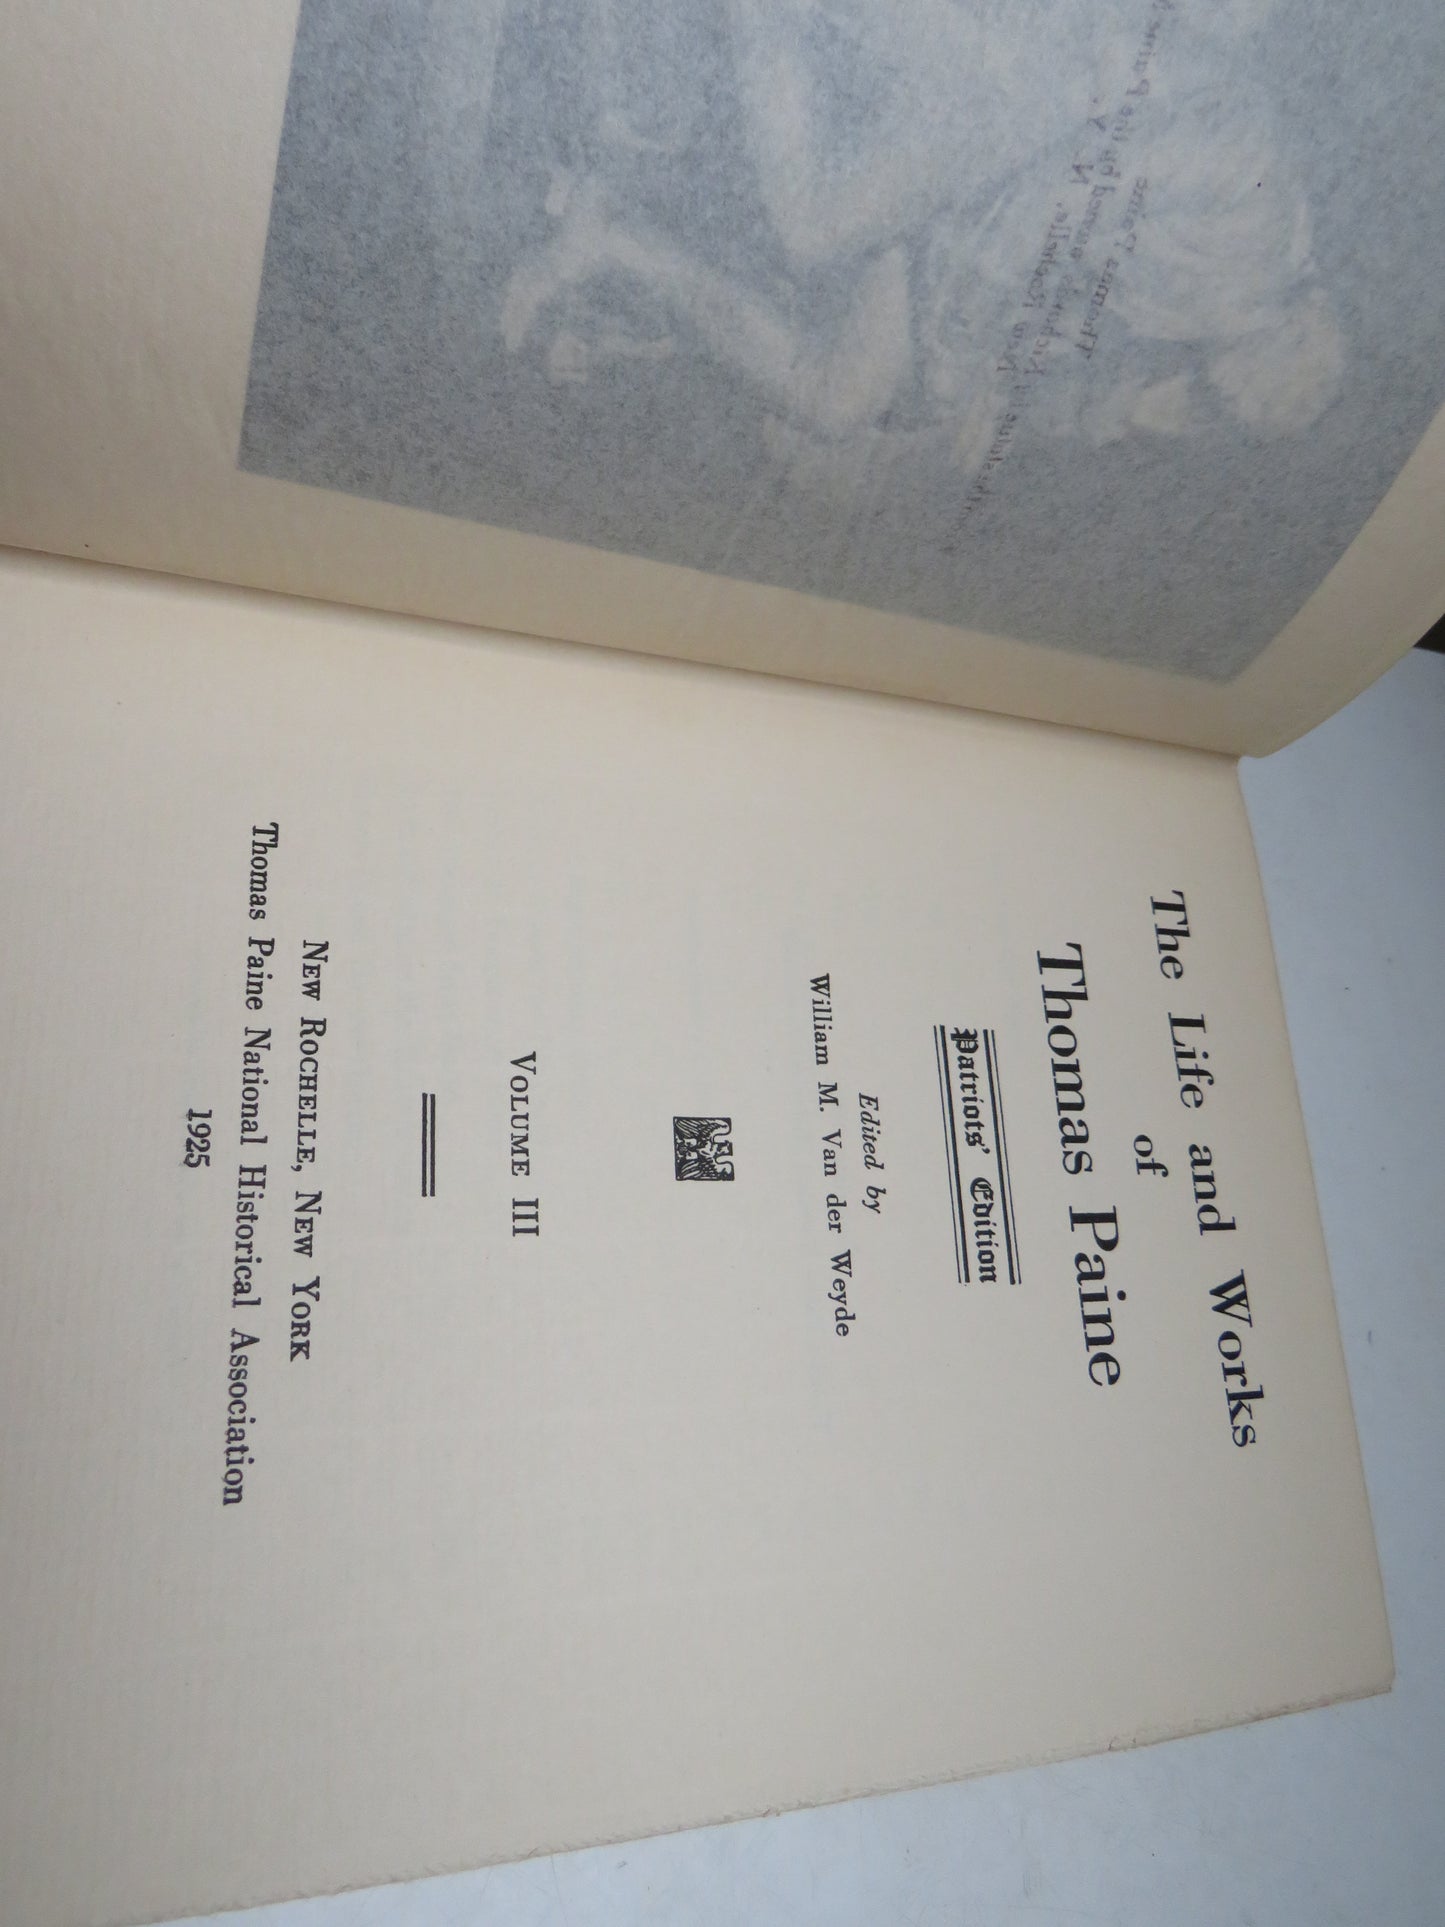 The Life and Works
of
Thomas Paine
Patriots' Edition
Edited by
William M. Van der Weyde
VOLUME III
NEW ROCHELLE, NEW YORK
Thomas Paine National Historical Association
1925